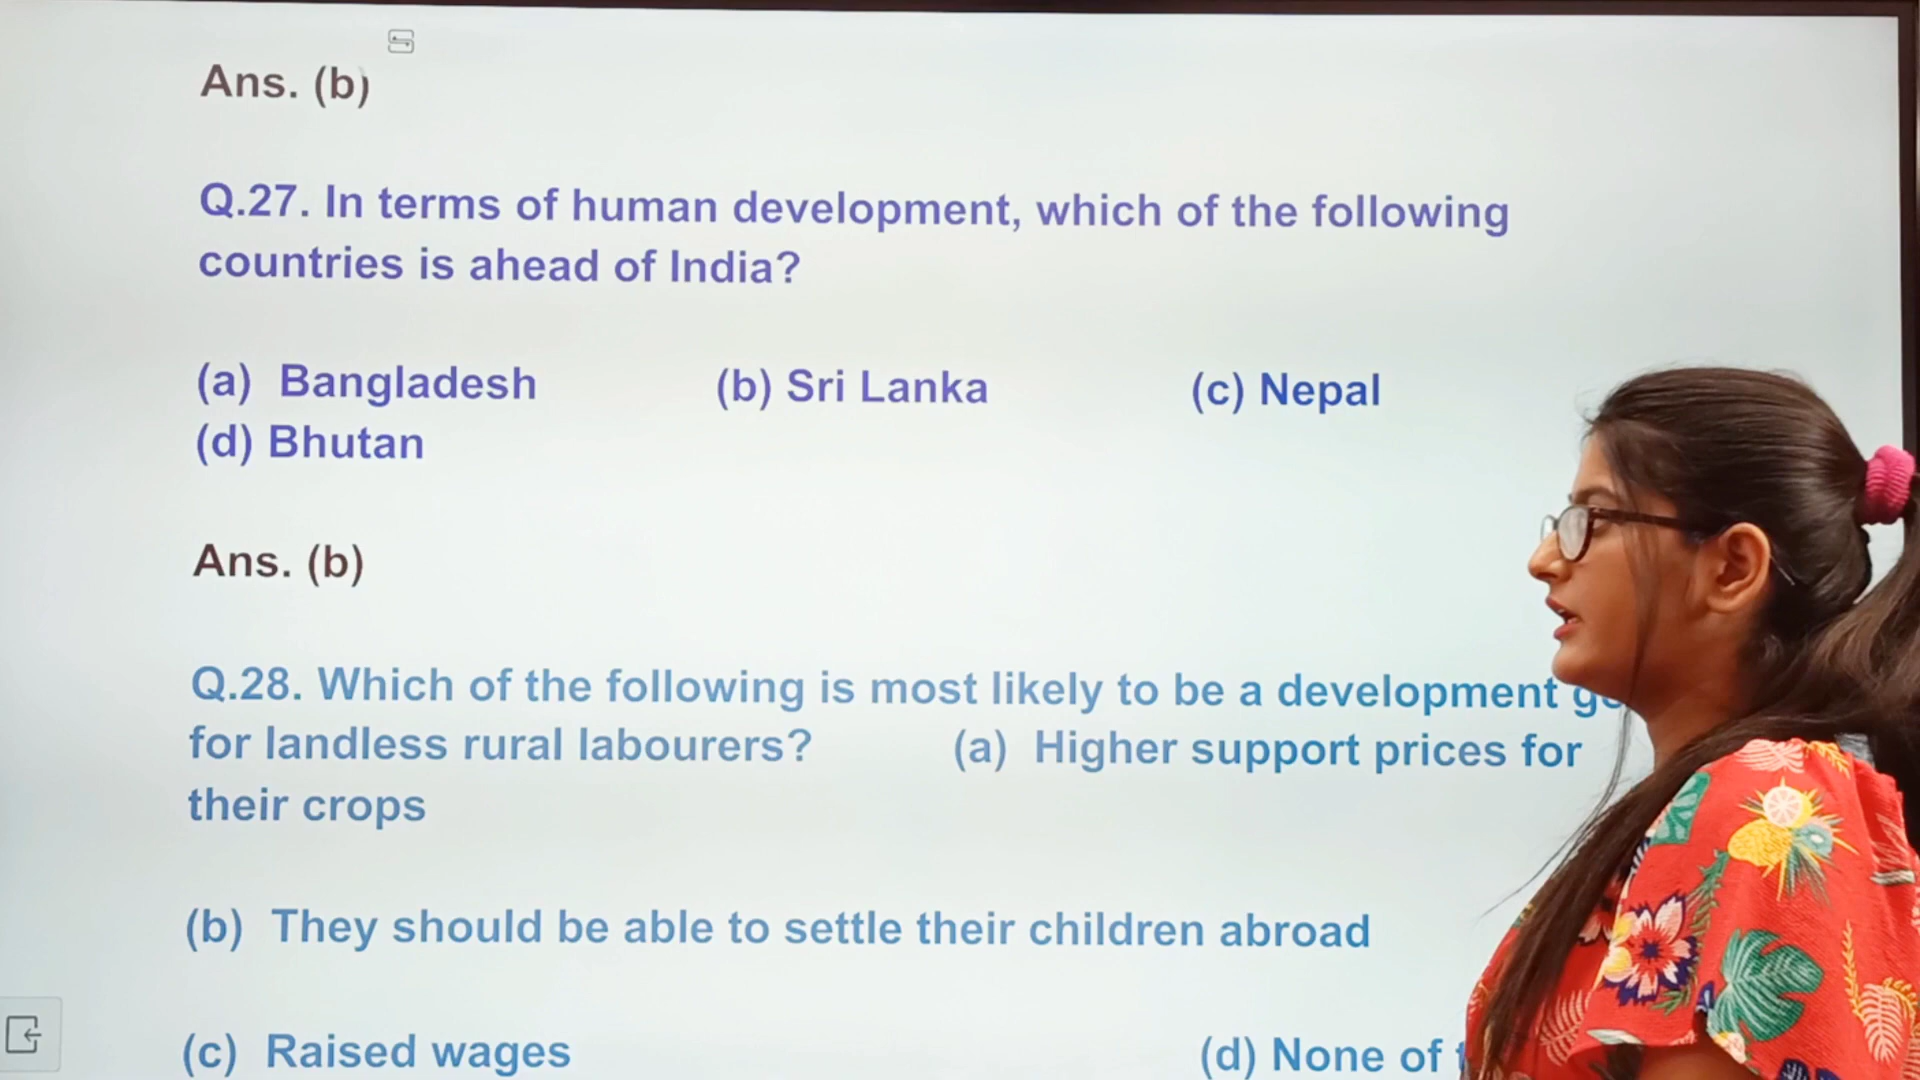 Ans. (b)
Q.27. In terms of human development, which of the following
countries is ahead of India?
(a) Bangladesh (b) Sri Lanka (c) Nepal
(d) Bhutan
Ans. (b)
Q.28. Which of the following is most likely to be a development
for landless rural labourers? (a) Higher support prices for
their crops
(b) They should be able to settle their children abroad
(c) Raised wages (d) None of